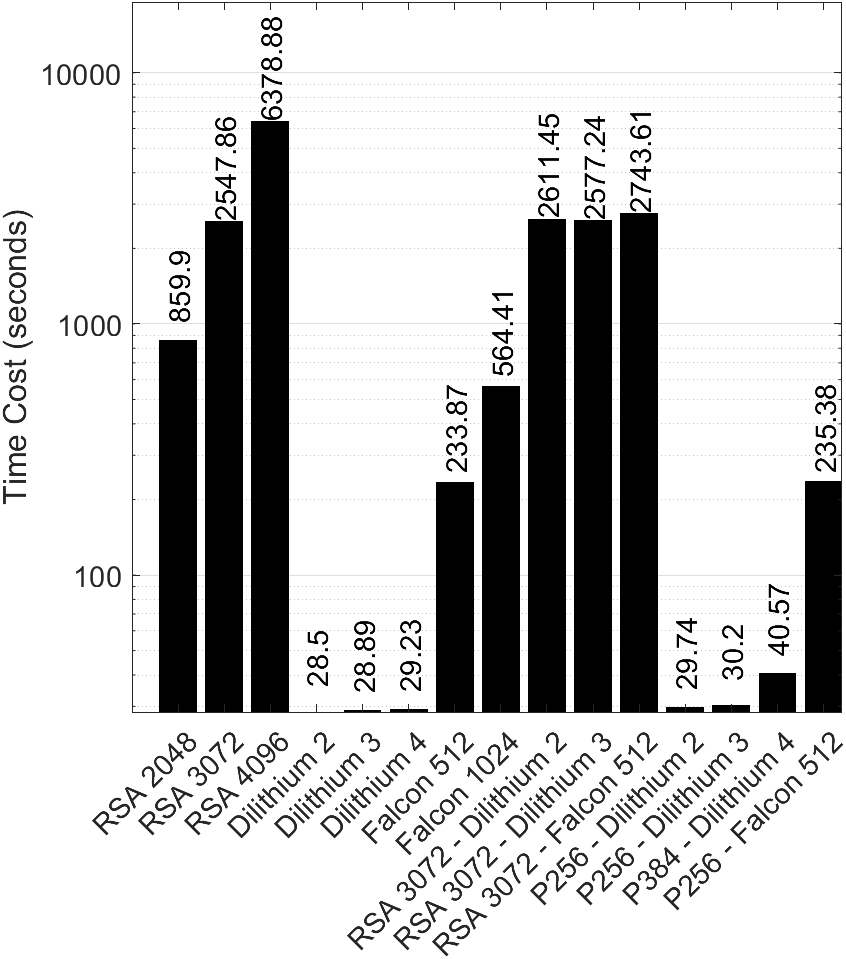 Time Cost (seconds)
10000
1000
100
859.9
2547.86
6378.88
28.5
28.89
29.23
233.87
564.41
2611.45
2577.24
2743.61
29.74
30.2
40.57
235.38
RSA 2048
RSA 3072
RSA 4096
Dilithium 2
Dilithium 3
Dilithium 4
Falcon 512
Falcon 1024
RSA 3072 - Dilithium 2
RSA 3072 - Dilithium 3
RSA 3072 - Falcon 512
P256 - Dilithium 2
P256 - Dilithium 3
P384 - Dilithium 4
P256 - Falcon 512